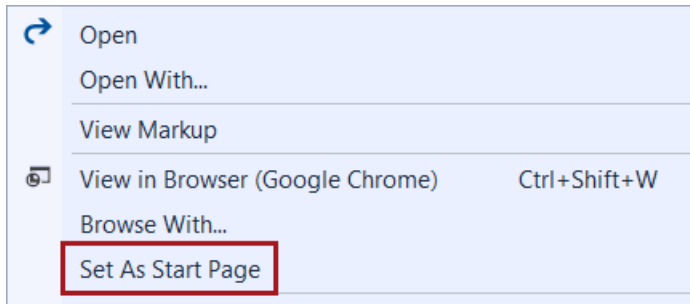 Open
Open With...
View Markup
View in Browser (Google Chrome) Ctrl+Shift+W
Browse With...
Set As Start Page